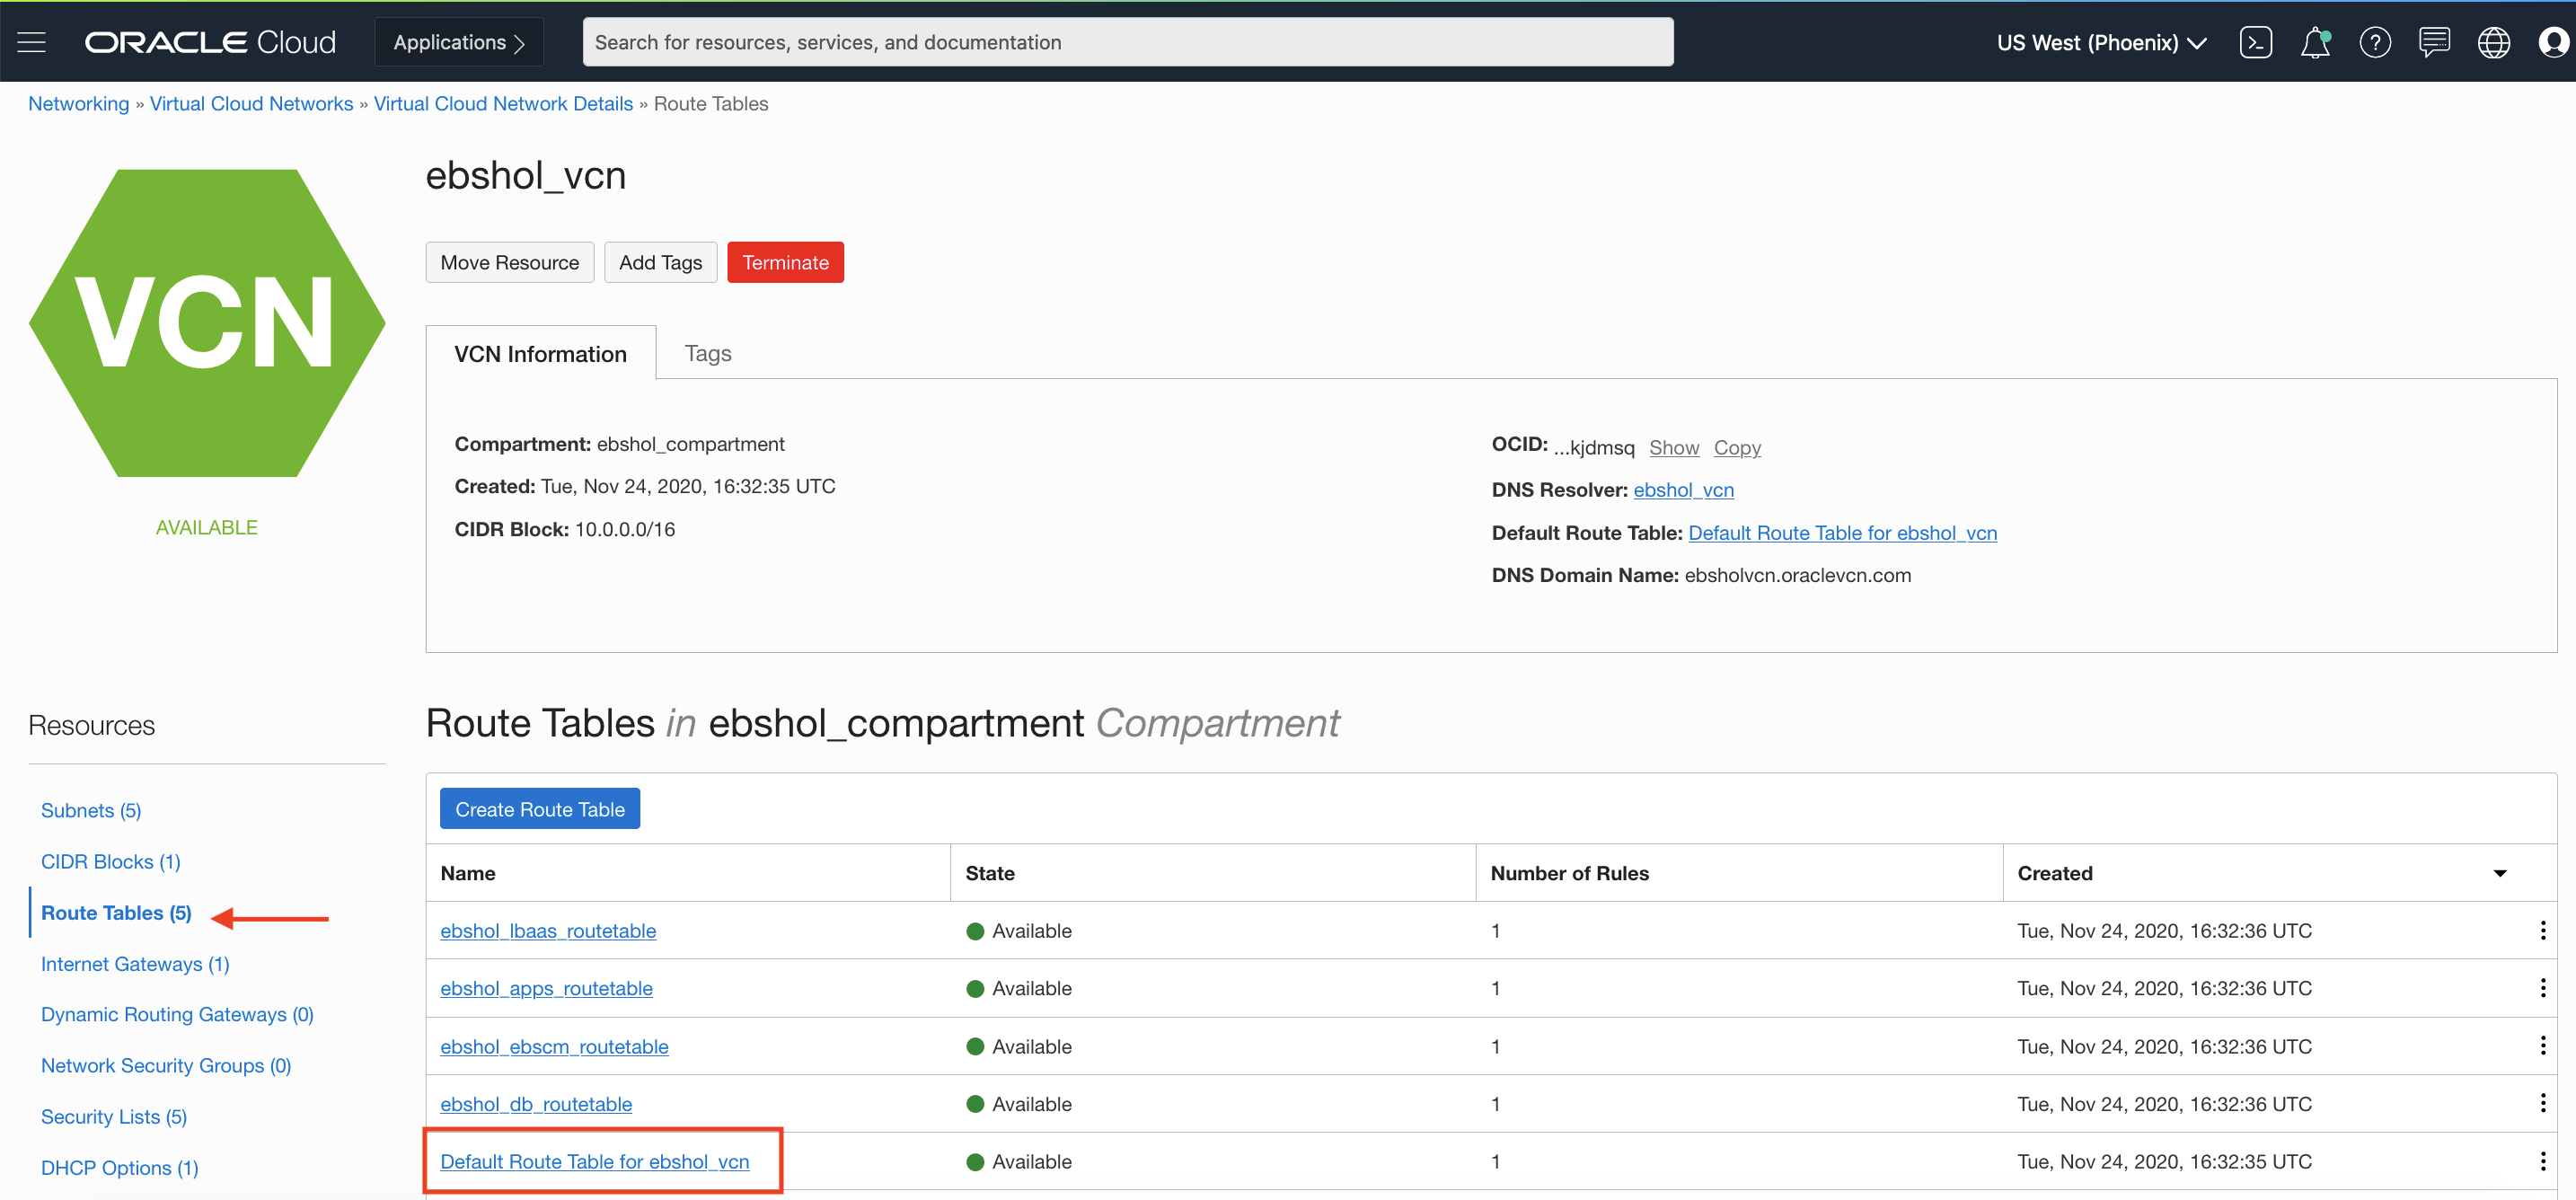 ORACLE Cloud
Applications
Search for resources, services, and documentation
US West (Phoenix)
Networking » Virtual Cloud Networks » Virtual Cloud Network Details » Route Tables
VCN
AVAILABLE
ebshol_vcn
Move Resource
Add Tags
Terminate
VCN Information
Tags
Compartment: ebshol_compartment
Created: Tue, Nov 24, 2020, 16:32:35 UTC
CIDR Block: 10.0.0.0/16
OCID: ...kjdmsq Show Copy
DNS Resolver: ebshol_vcn
Default Route Table: Default Route Table for ebshol_vcn
DNS Domain Name: ebsholvcn.oraclevcn.com
Resources
Subnets (5)
CIDR Blocks (1)
Route Tables (5)
Internet Gateways (1)
Dynamic Routing Gateways (0)
Network Security Groups (0)
Security Lists (5)
DHCP Options (1)
Route Tables in ebshol_compartment Compartment
Create Route Table
Name State Number of Rules Created
ebshol_lbaas_routetable Available 1 Tue, Nov 24, 2020, 16:32:36 UTC
ebshol_apps_routetable Available 1 Tue, Nov 24, 2020, 16:32:36 UTC
ebshol_ebscm_routetable Available 1 Tue, Nov 24, 2020, 16:32:36 UTC
ebshol_db_routetable Available 1 Tue, Nov 24, 2020, 16:32:36 UTC
Default Route Table for ebshol_vcn Available 1 Tue, Nov 24, 2020, 16:32:35 UTC